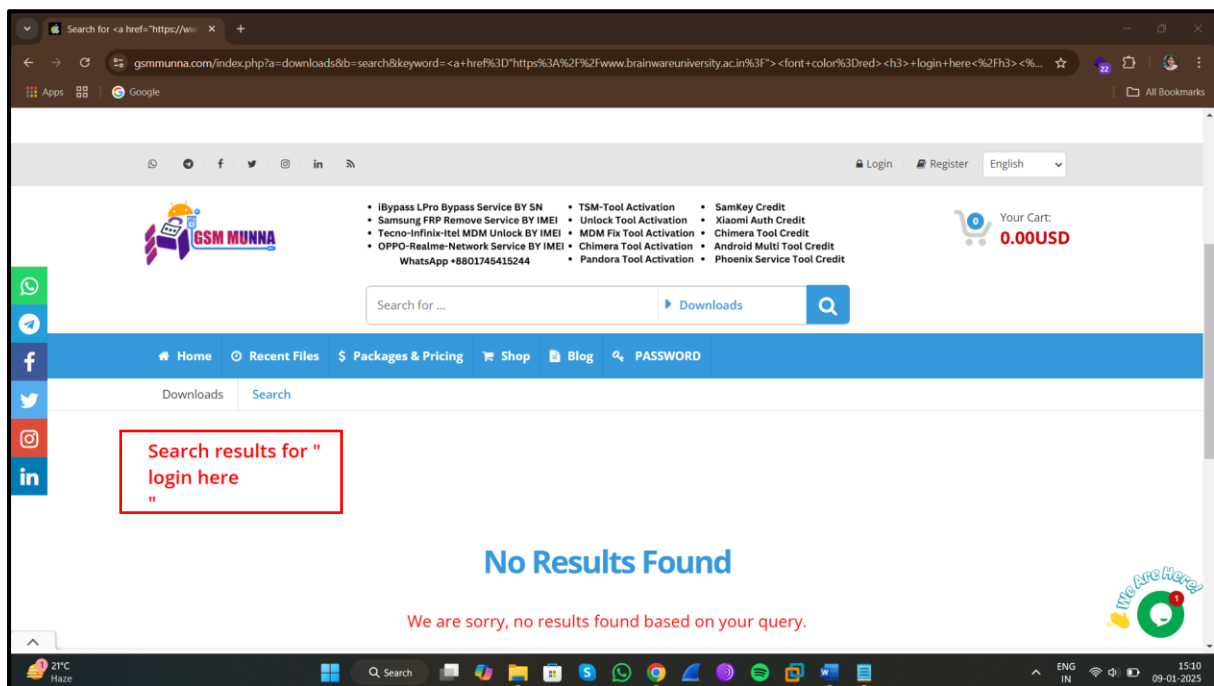 Search for <a href="https://ww
gsmmunna.com/index.php?a=downloads&b=search&keyword=<a+href%3D"https%3A%2F%2Fwww.brainwareuniversity.ac.in%3F"><font+color%3Dred><h3>+login+here<%2Fh3><%...
22
Apps
Google
All Bookmarks
Login
Register
English
GSM MUNNA
• iBypass LPro Bypass Service BY SN
• Samsung FRP Remove Service BY IMEI
• Tecno-Infinix-Itel MDM Unlock BY IMEI
• OPPO-Realme-Network Service BY IMEI
WhatsApp +8801745415244
• TSM-Tool Activation
• Unlock Tool Activation
• MDM Fix Tool Activation
• Chimera Tool Activation
• Pandora Tool Activation
• SamKey Credit
• Xiaomi Auth Credit
• Chimera Tool Credit
• Android Multi Tool Credit
• Phoenix Service Tool Credit
0
Your Cart:
0.00USD
Search for ...
Downloads
Home
Recent Files
$ Packages & Pricing
Shop
Blog
PASSWORD
Downloads
Search
Search results for "
login here
"
No Results Found
We are sorry, no results found based on your query.
We Are Here!
1
1
21°C
Haze
Search
ENG
IN
15:10
09-01-2025